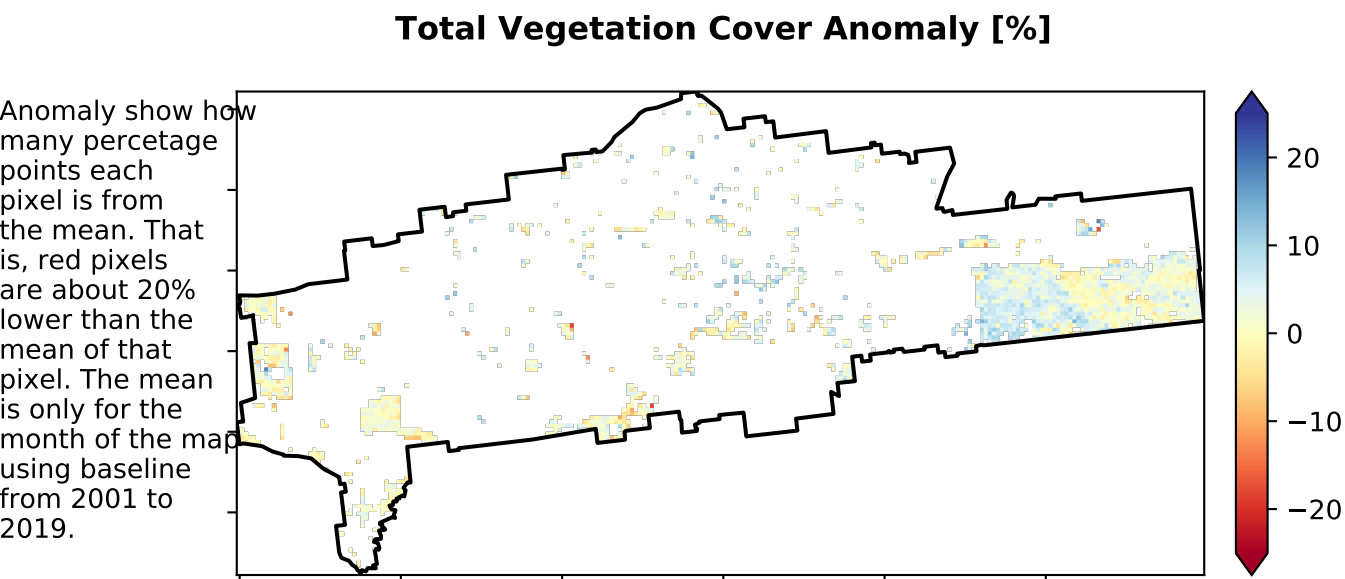 Total Vegetation Cover Anomaly [%]
Anomaly show how
many percetage
points each
pixel is from
the mean. That
is, red pixels
are about 20%
lower than the
mean of that
pixel. The mean
is only for the
month of the map
using baseline
from 2001 to
2019.
20
10
0
−10
−20